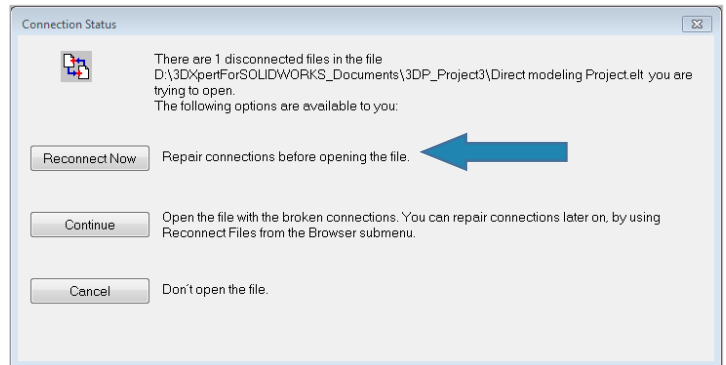 Connection Status
There are 1 disconnected files in the file
D:\3DXpertForSOLIDWORKS_Documents\3DP_Project3\Direct modeling Project.elt you are
trying to open.
The following options are available to you:
Reconnect Now
Repair connections before opening the file.
Continue
Open the file with the broken connections. You can repair connections later on, by using
Reconnect Files from the Browser submenu.
Cancel
Don´t open the file.